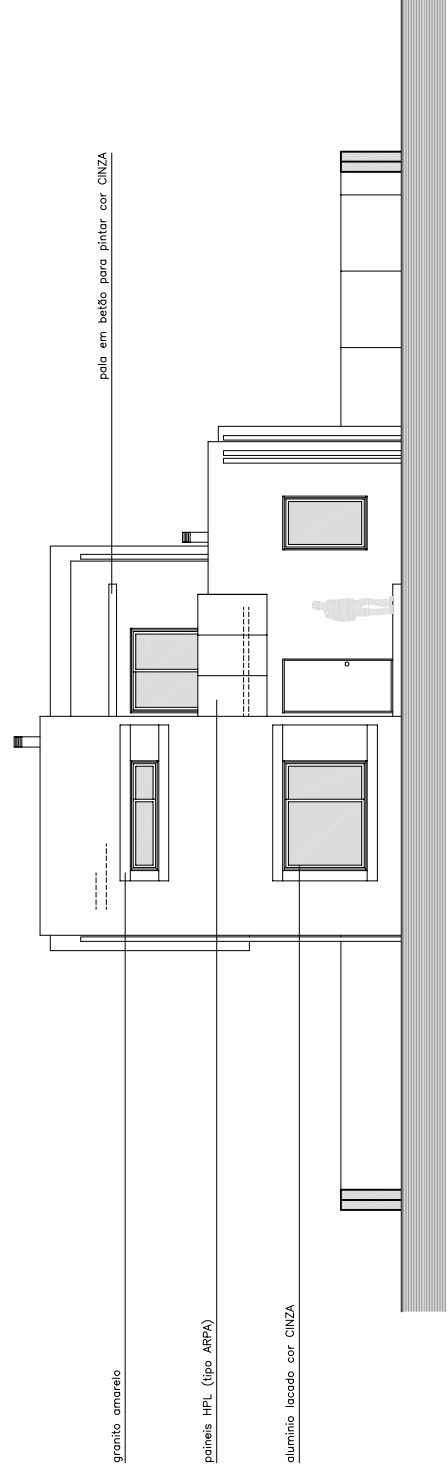 pala em betão para pintar cor CINZA
granito amarelo
paineis HPL (tipo ARPA)
aluminio lacado cor CINZA